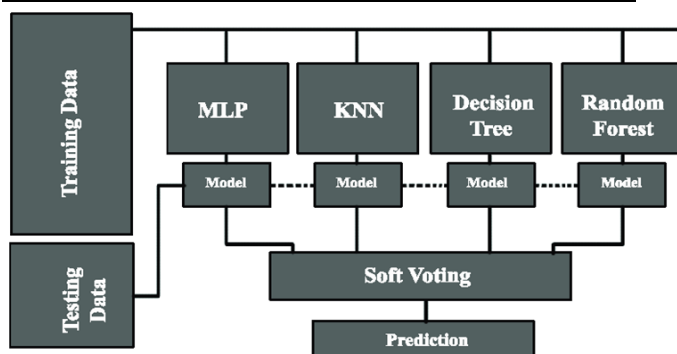 Training Data
MLP
KNN
Decision
Tree
Random
Forest
Model
Model
Model
Model
Testing
Data
Soft Voting
Prediction